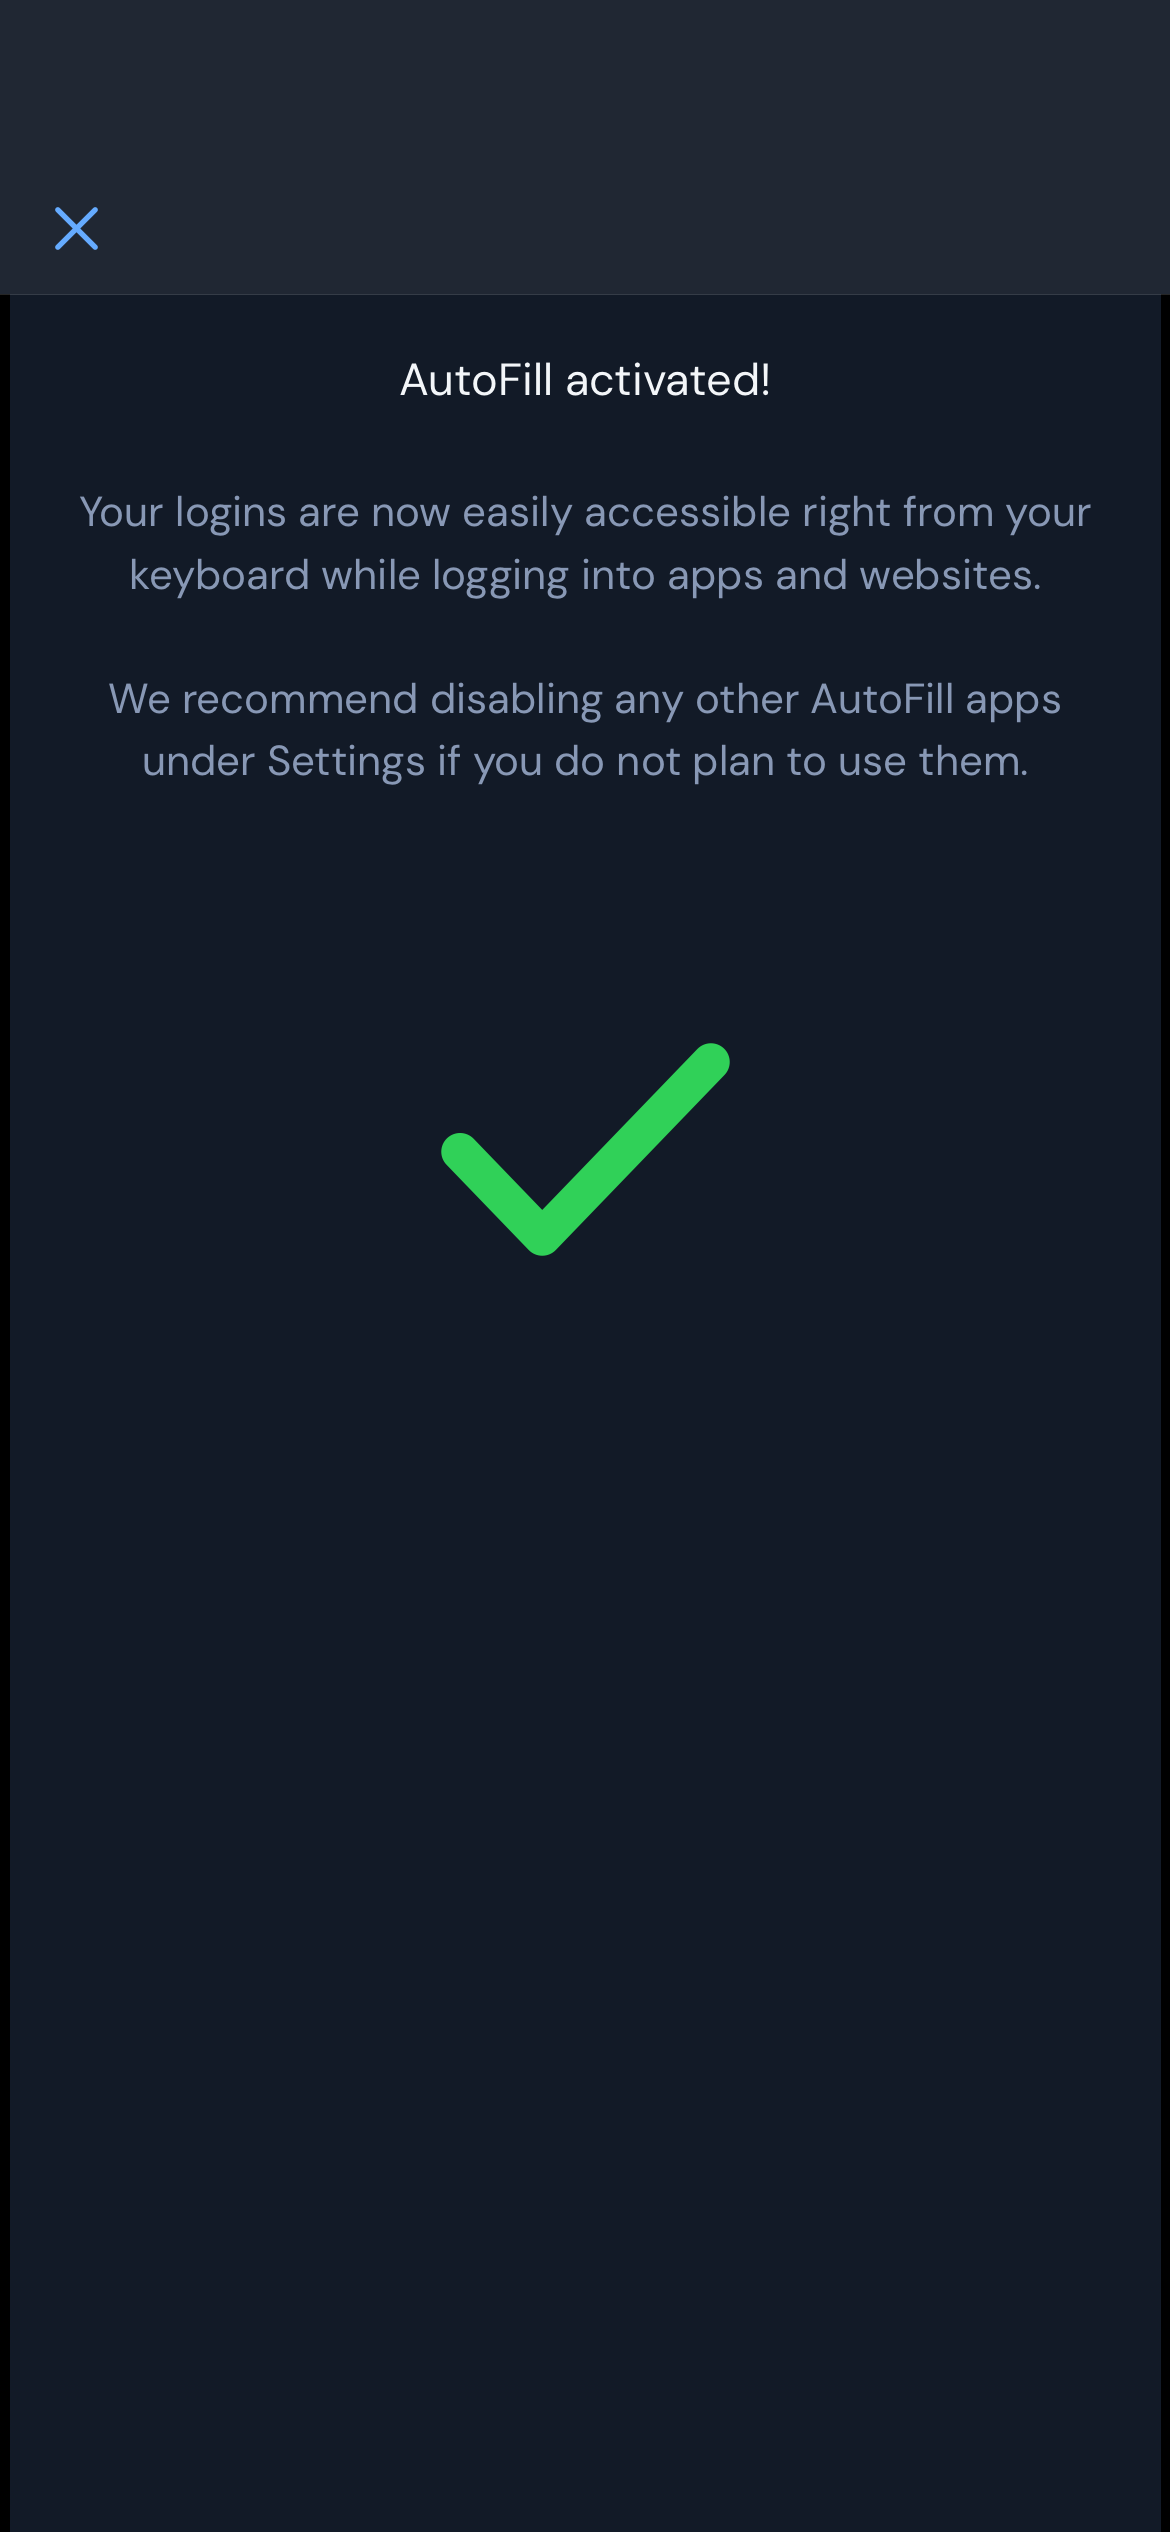 AutoFill activated!
Your logins are now easily accessible right from your
keyboard while logging into apps and websites.
We recommend disabling any other AutoFill apps
under Settings if you do not plan to use them.